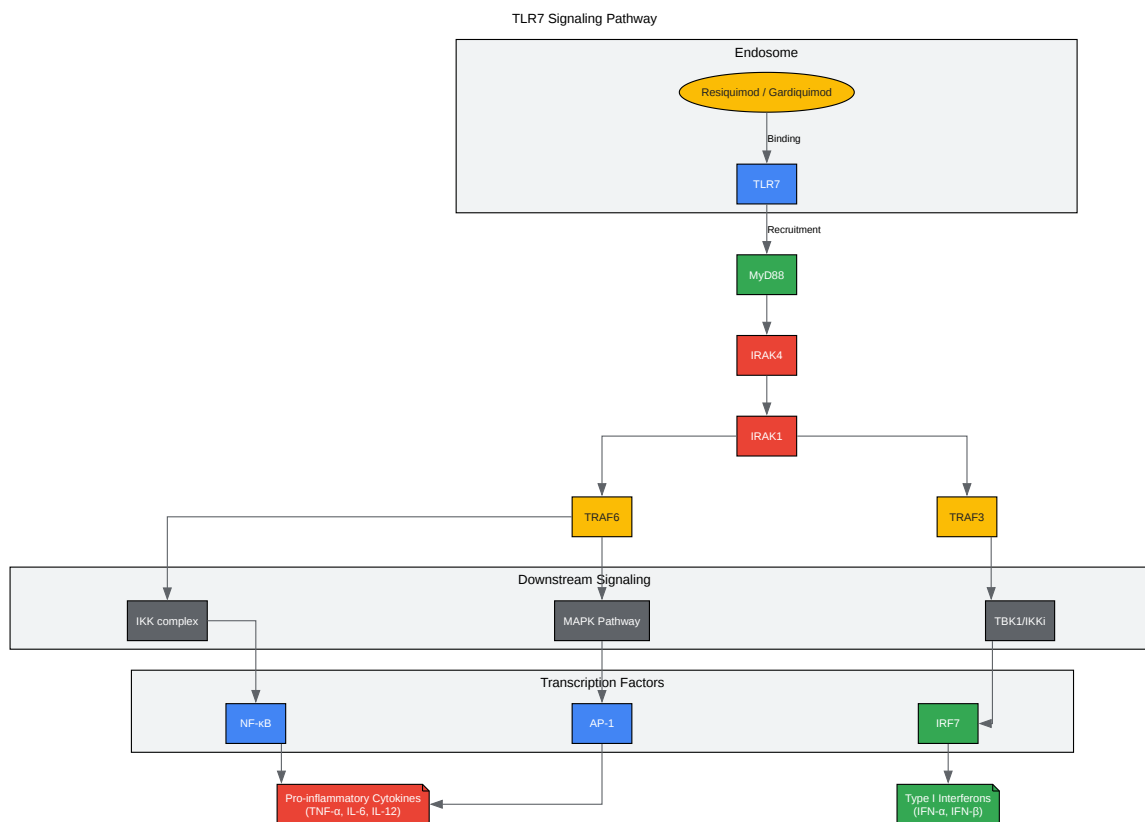 TLR7 Signaling Pathway
Endosome
Resiquimod / Gardiquimod
Binding
TLR7
Recruitment
MyD88
IRAK4
IRAK1
TRAF6
TRAF3
Downstream Signaling
IKK complex
MAPK Pathway
TBK1/IKKi
Transcription Factors
NF-κB
AP-1
IRF7
Pro-inflammatory Cytokines
(TNF-α, IL-6, IL-12)
Type I Interferons
(IFN-α, IFN-β)